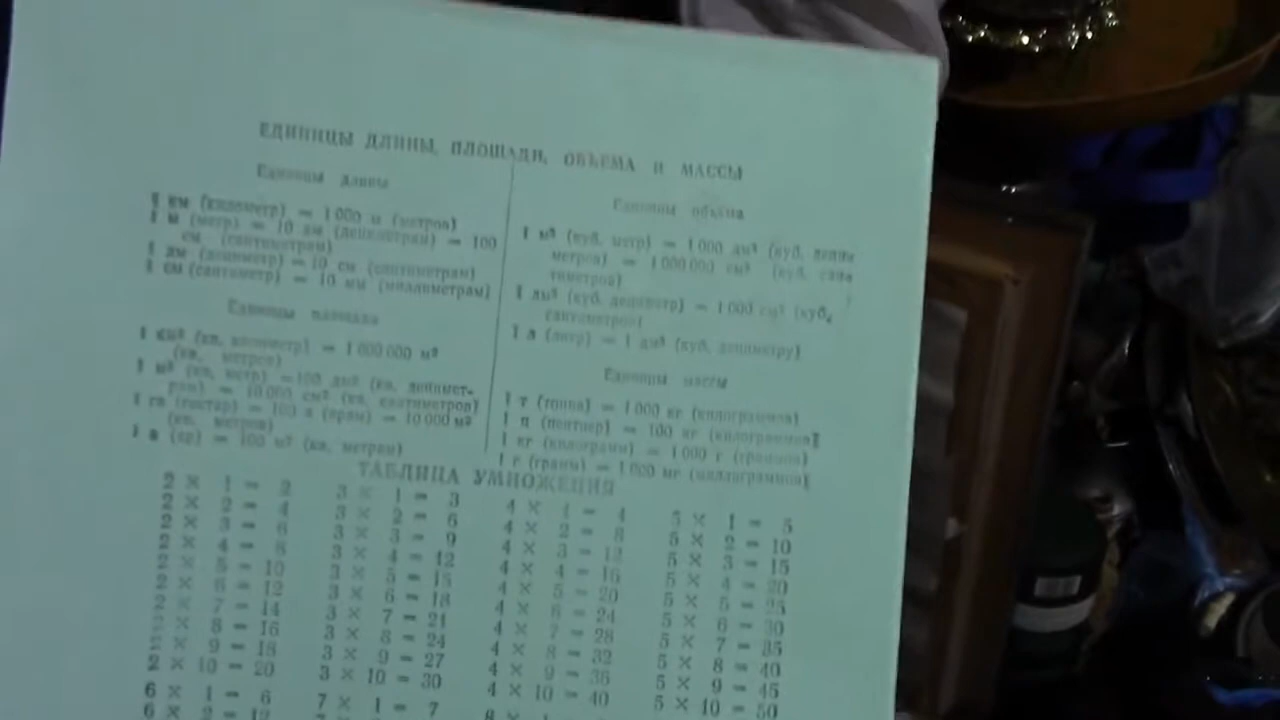 ЕДИНИЦЫ ДЛИНЫ, ПЛОЩАДИ, ОБЪЕМА И МАССЫ
Единицы длины
1 км (километр) = 1 000 м (метров)
1 м (метр) = 10 дм (дециметрам) = 100
см (сантиметрам)
1 дм (дециметр) = 10 см (сантиметрам)
1 см (сантиметр) = 10 мм (миллиметрам)
Единицы площади
1 км² (кв. километр) = 1 000 000 м²
(кв. метров)
1 м² (кв. метр) = 100 дм² (кв. децимет-
рам) = 10 000 см² (кв. сантиметров)
1 га (гектар) = 100 а (арам) = 10 000 м²
(кв. метров)
1 а (ар) = 100 м² (кв. метрам)
Единицы объема
1 м³ (куб. метр) = 1 000 дм³ (куб. деци
метров) = 1 000 000 см³ (куб. сан
тиметров)
1 дм³ (куб. дециметр) = 1 000 см³ (куб.
сантиметров)
1 л (литр) = 1 дм³ (куб. дециметру)
Единицы массы
1 т (тонна) = 1 000 кг (килограммов)
1 ц (центнер) = 100 кг (килограммов)
1 кг (килограмм) = 1 000 г (граммов)
1 г (грамм) = 1 000 мг (миллиграммов)
ТАБЛИЦА УМНОЖЕНИЯ
2 × 1 = 2 3 × 1 = 3 4 × 1 = 4 5 × 1 = 5
2 × 2 = 4 3 × 2 = 6 4 × 2 = 8 5 × 2 = 10
2 × 3 = 6 3 × 3 = 9 4 × 3 = 12 5 × 3 = 15
2 × 4 = 8 3 × 4 = 12 4 × 4 = 16 5 × 4 = 20
2 × 5 = 10 3 × 5 = 15 4 × 5 = 20 5 × 5 = 25
2 × 6 = 12 3 × 6 = 18 4 × 6 = 24 5 × 6 = 30
2 × 7 = 14 3 × 7 = 21 4 × 7 = 28 5 × 7 = 35
2 × 8 = 16 3 × 8 = 24 4 × 8 = 32 5 × 8 = 40
2 × 9 = 18 3 × 9 = 27 4 × 9 = 36 5 × 9 = 45
2 × 10 = 20 3 × 10 = 30 4 × 10 = 40 5 × 10 = 50
6 × 1 = 6 7 × 1 = 7
6 × 2 = 12